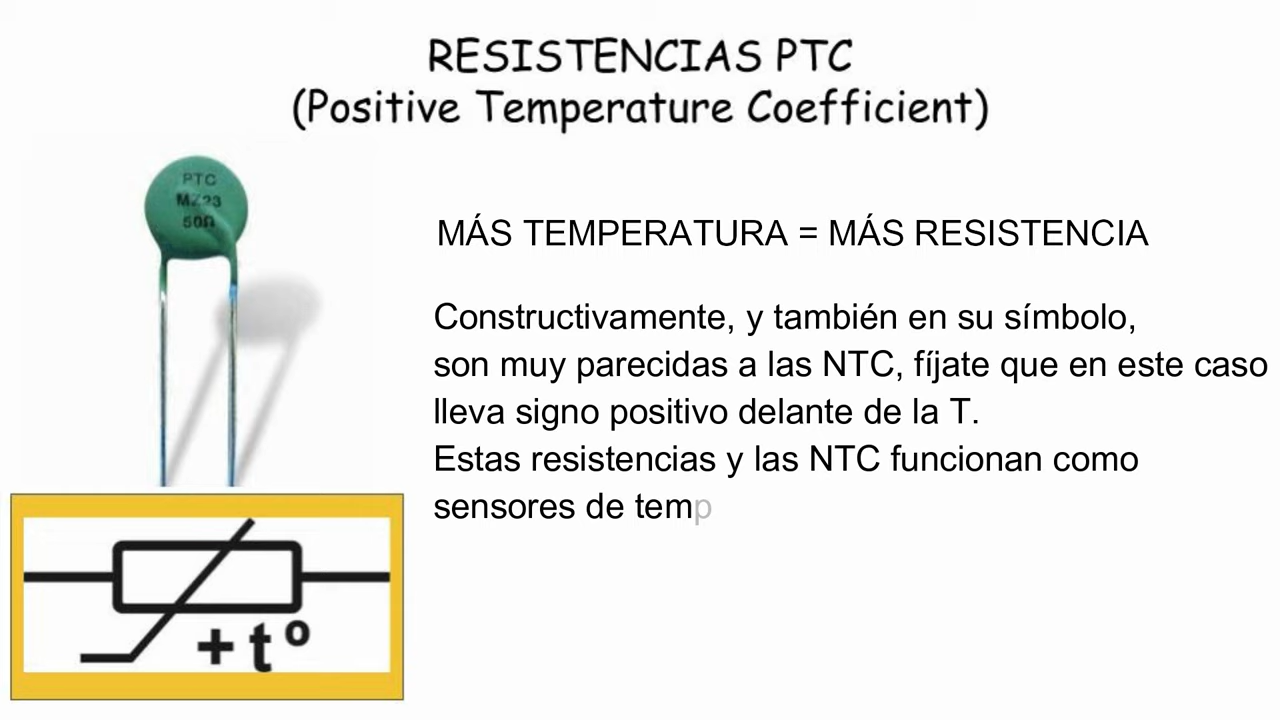 RESISTENCIAS PTC
(Positive Temperature Coefficient)
PTC
MZ23
50Ω
MÁS TEMPERATURA = MÁS RESISTENCIA
Constructivamente, y también en su símbolo,
son muy parecidas a las NTC, fíjate que en este caso
lleva signo positivo delante de la T.
Estas resistencias y las NTC funcionan como
sensores de temp
+tº